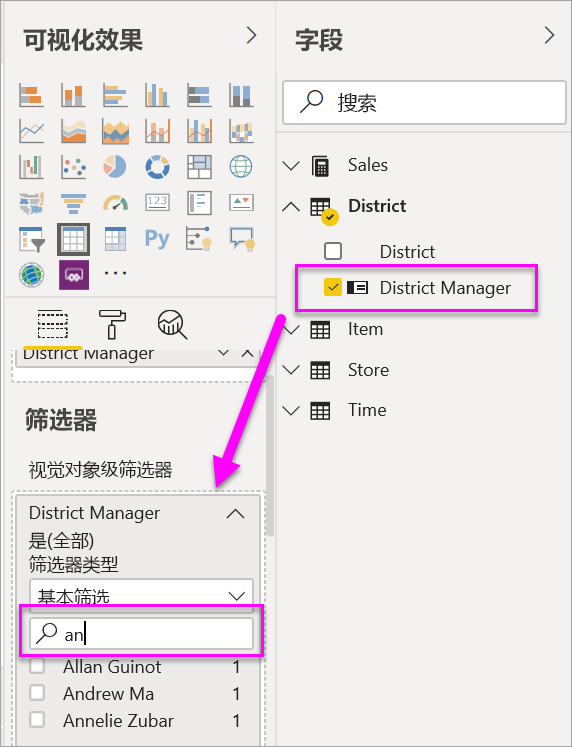 可视化效果
123
Py
District Manager
筛选器
视觉对象级筛选器
District Manager
是(全部)
筛选器类型
基本筛选
an
Allan Guinot 1
Andrew Ma 1
Annelie Zubar 1
字段
搜索
Sales
District
District
District Manager
Item
Store
Time